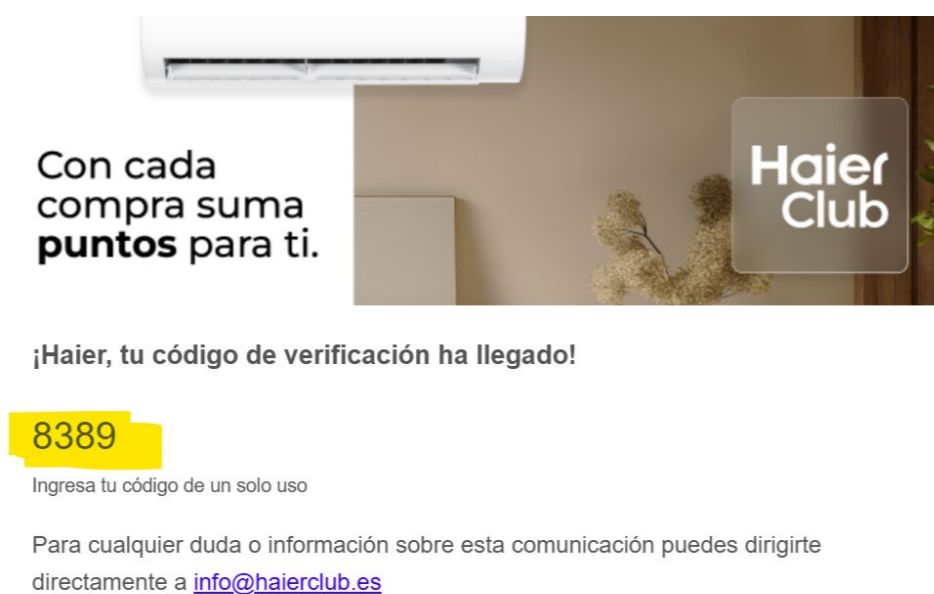 Con cada
compra suma
puntos para ti.
Haier
Club
¡Haier, tu código de verificación ha llegado!
8389
Ingresa tu código de un solo uso
Para cualquier duda o información sobre esta comunicación puedes dirigirte
directamente a info@haierclub.es